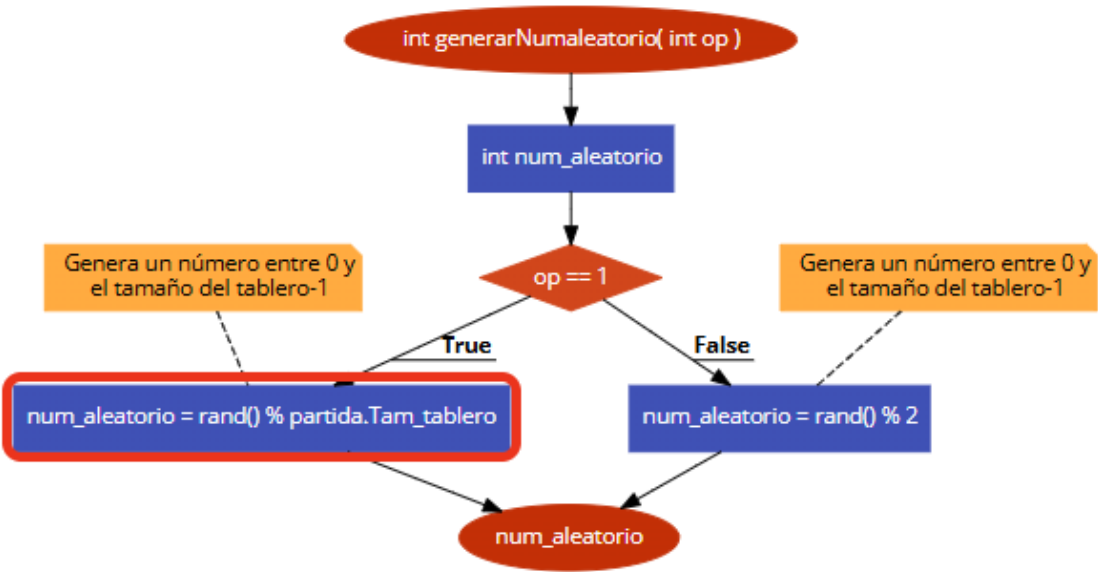 int generarNumaleatorio( int op )
int num_aleatorio
Genera un número entre 0 y
el tamaño del tablero-1
op == 1
Genera un número entre 0 y
el tamaño del tablero-1
True
False
num_aleatorio = rand() % partida.Tam_tablero
num_aleatorio = rand() % 2
num_aleatorio